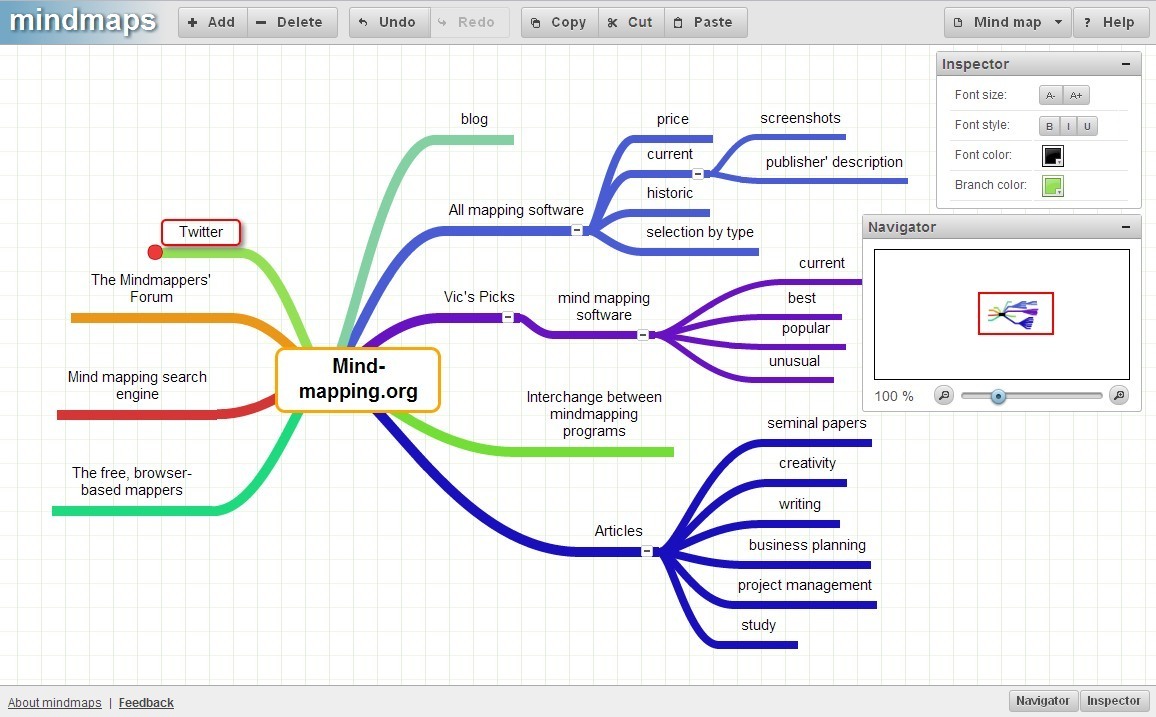 mindmaps
Add
Delete
Undo
Redo
Copy
Cut
Paste
Mind map
? Help
Inspector
Font size:
A-
A+
Font style:
B
I
U
Font color:
Branch color:
Navigator
100 %
blog
price
screenshots
current
publisher' description
historic
All mapping software
selection by type
Twitter
The Mindmappers'
Forum
Vic's Picks
mind mapping
software
current
best
popular
unusual
Mind-
mapping.org
Mind mapping search
engine
Interchange between
mindmapping
programs
The free, browser-
based mappers
Articles
seminal papers
creativity
writing
business planning
project management
study
About mindmaps | Feedback
Navigator
Inspector